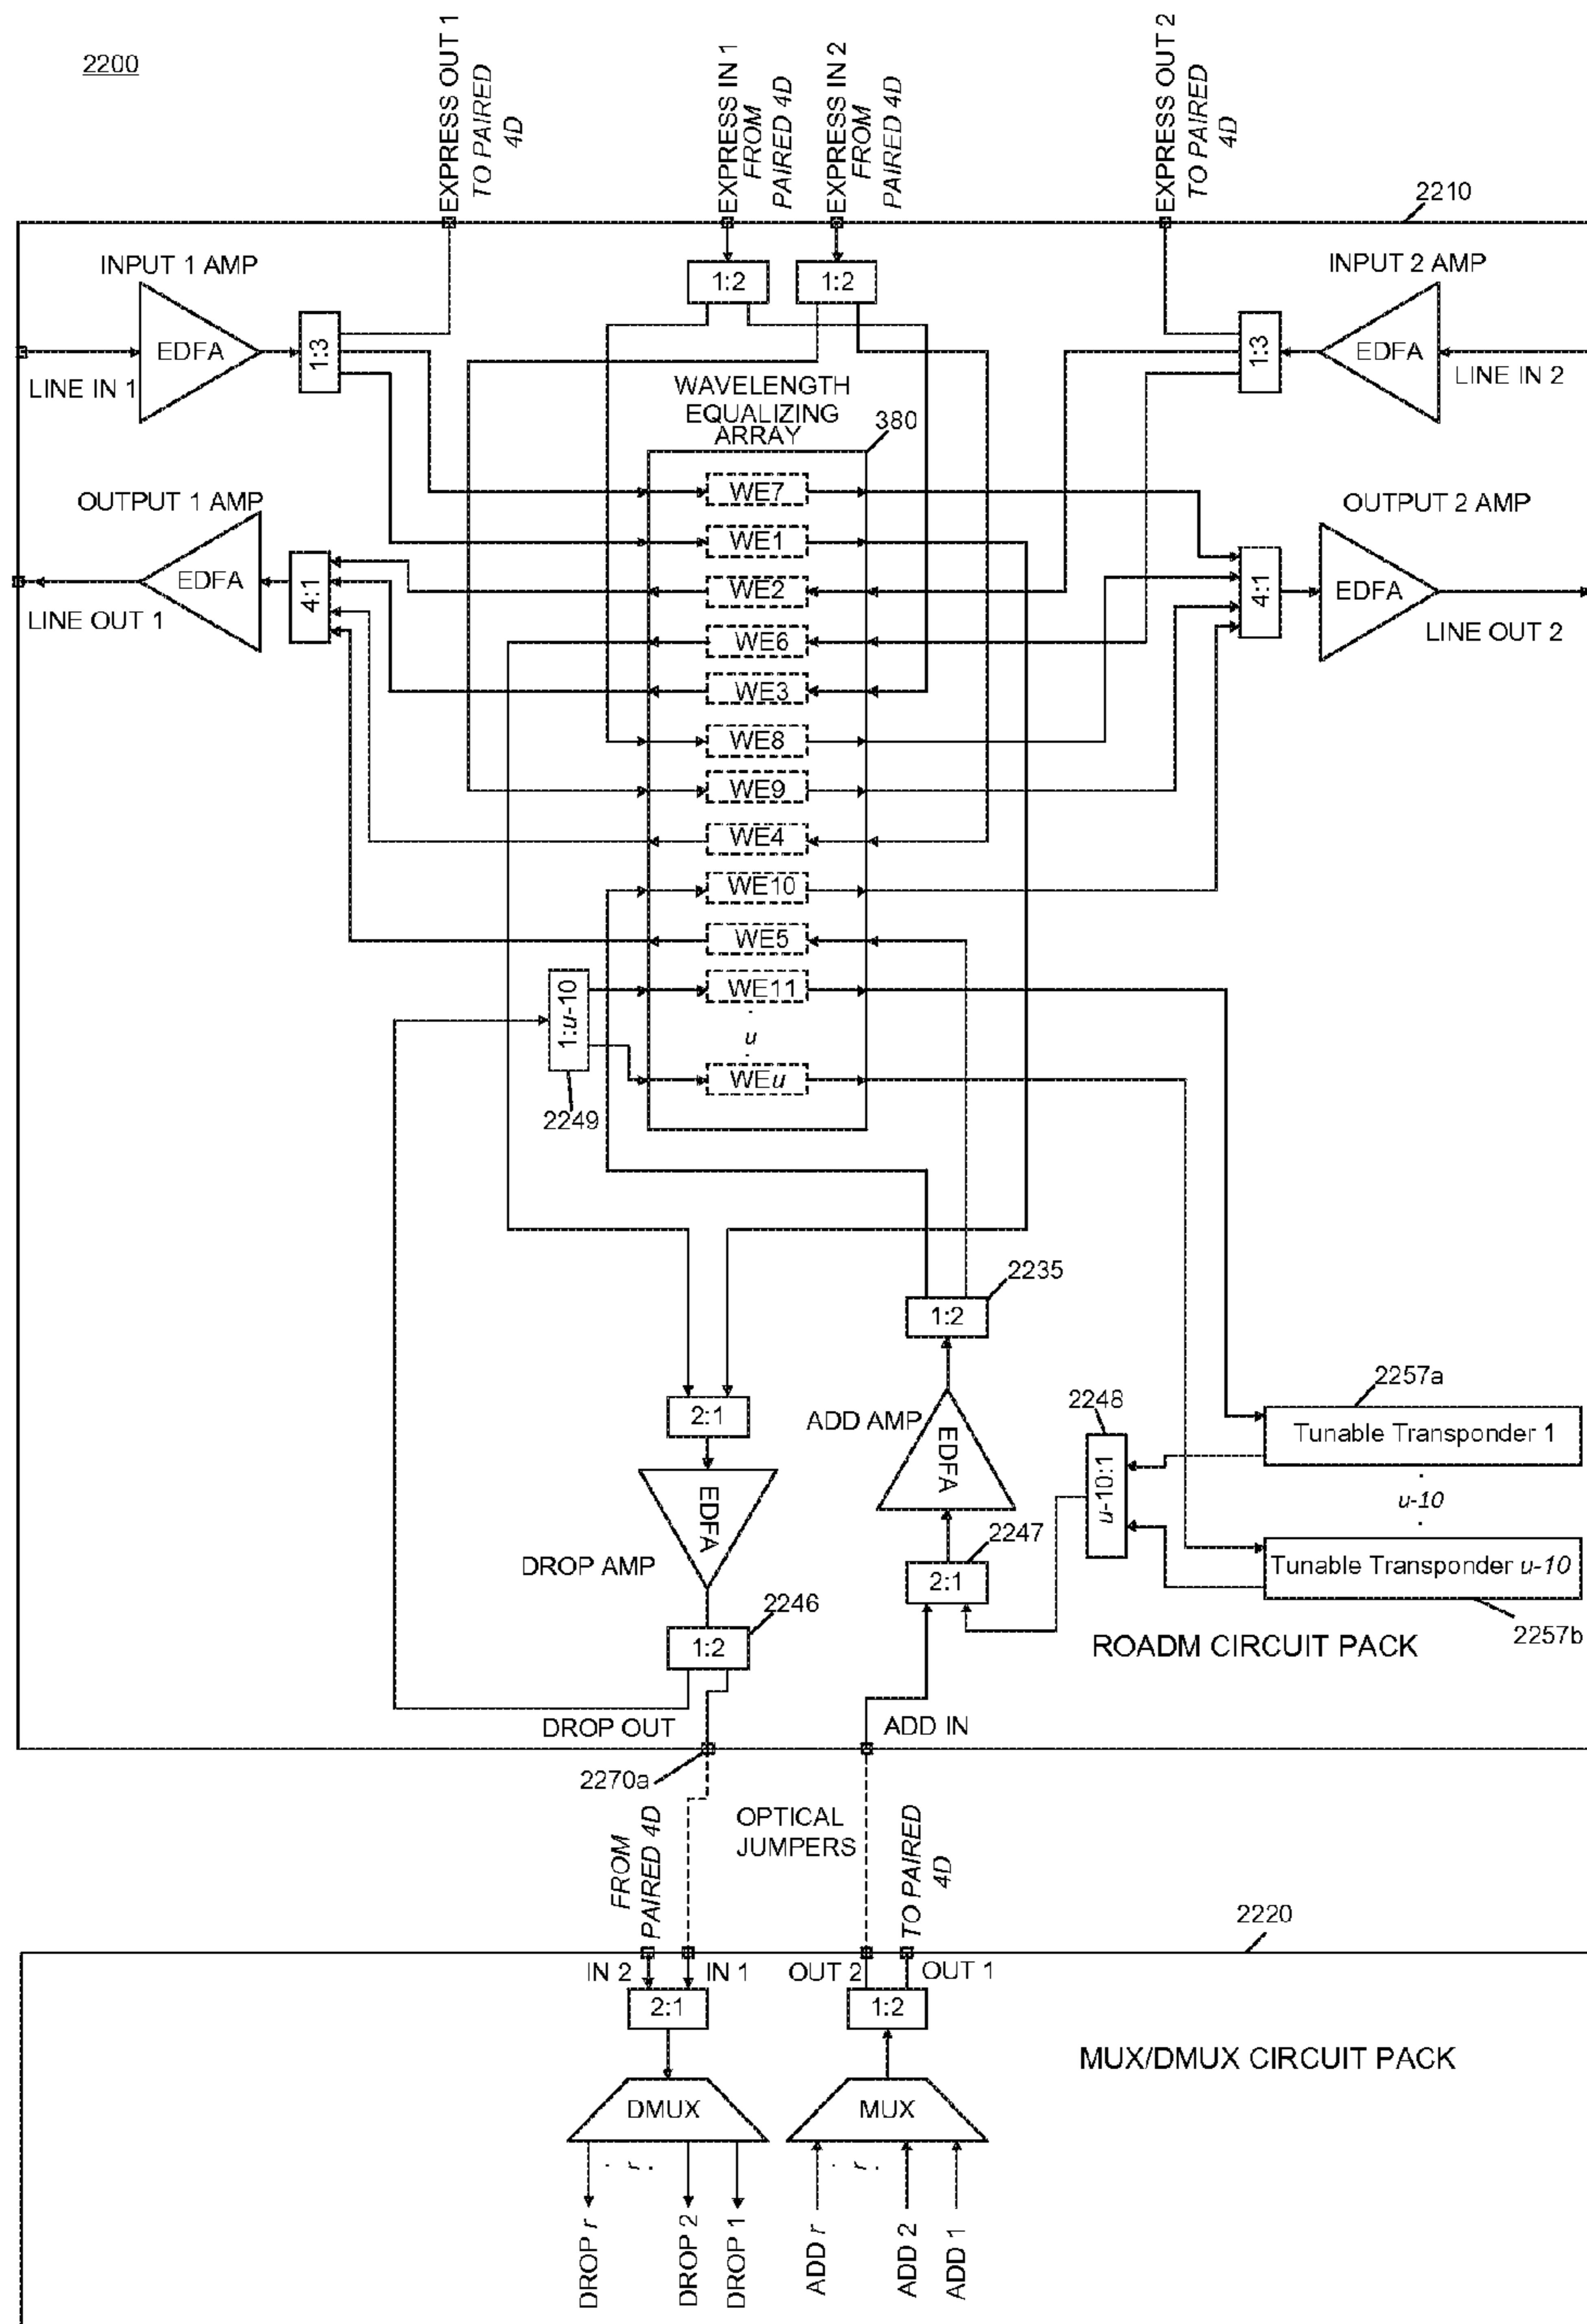 2200
EXPRESS OUT 1
TO PAIRED
4D
EXPRESS IN 1
FROM
PAIRED 4D
EXPRESS IN 2
FROM
PAIRED 4D
EXPRESS OUT 2
TO PAIRED
4D
2210
INPUT 1 AMP
EDFA
1:3
LINE IN 1
1:2
1:2
INPUT 2 AMP
1:3
EDFA
LINE IN 2
WAVELENGTH
EQUALIZING
ARRAY
380
OUTPUT 1 AMP
EDFA
4:1
LINE OUT 1
OUTPUT 2 AMP
4:1
EDFA
LINE OUT 2
WE7
WE1
WE2
WE6
WE3
WE8
WE9
WE4
WE10
WE5
WE11
u
WEu
1:u-10
2249
2235
1:2
2:1
ADD AMP
EDFA
2248
u-10:1
2257a
Tunable Transponder 1
u-10
Tunable Transponder u-10
2257b
EDFA
DROP AMP
2247
2:1
2246
1:2
ROADM CIRCUIT PACK
DROP OUT
ADD IN
2270a
OPTICAL
JUMPERS
FROM
PAIRED 4D
TO PAIRED
4D
2220
IN 2
IN 1
OUT 2
OUT 1
2:1
1:2
MUX/DMUX CIRCUIT PACK
DMUX
MUX
r
r
DROP r
DROP 2
DROP 1
ADD r
ADD 2
ADD 1